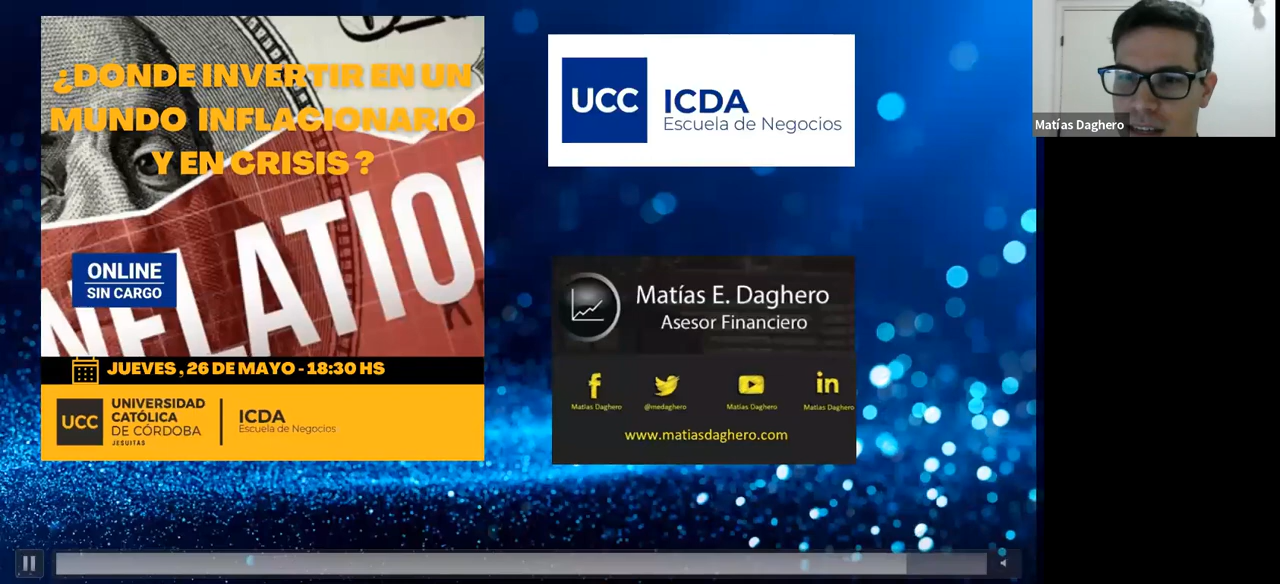 ¿DONDE INVERTIR EN UN
MUNDO INFLACIONARIO
Y EN CRISIS ?
INFLATIO
ONLINE
SIN CARGO
JUEVES , 26 DE MAYO - 18:30 HS
UCC
UNIVERSIDAD
CATÓLICA
DE CÓRDOBA
JESUITAS
ICDA
Escuela de Negocios
UCC
ICDA
Escuela de Negocios
Matías E. Daghero
Asesor Financiero
Matías Daghero
@medaghero
Matías Daghero
Matías Daghero
www.matiasdaghero.com
Matías Daghero